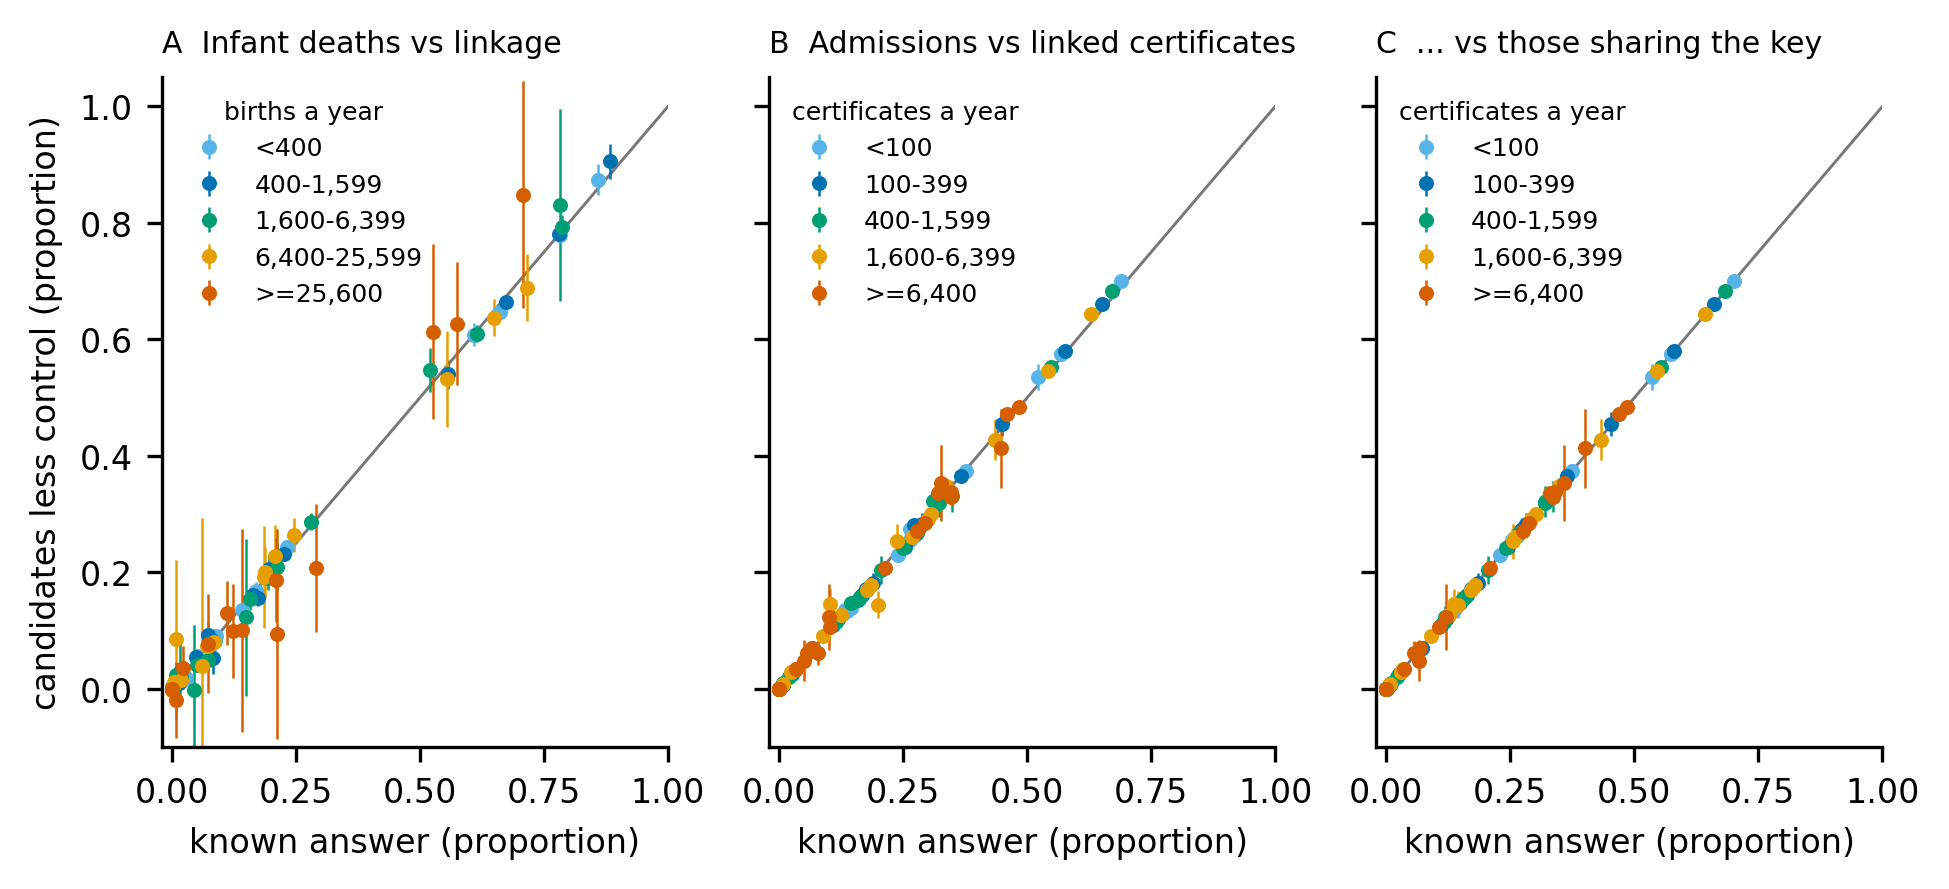 A Infant deaths vs linkage
B Admissions vs linked certificates
C ... vs those sharing the key
candidates less control (proportion)
1.0
0.8
0.6
0.4
0.2
0.0
births a year
<400
400-1,599
1,600-6,399
6,400-25,599
>=25,600
certificates a year
<100
100-399
400-1,599
1,600-6,399
>=6,400
certificates a year
<100
100-399
400-1,599
1,600-6,399
>=6,400
0.00 0.25 0.50 0.75 1.00
0.00 0.25 0.50 0.75 1.00
0.00 0.25 0.50 0.75 1.00
known answer (proportion)
known answer (proportion)
known answer (proportion)